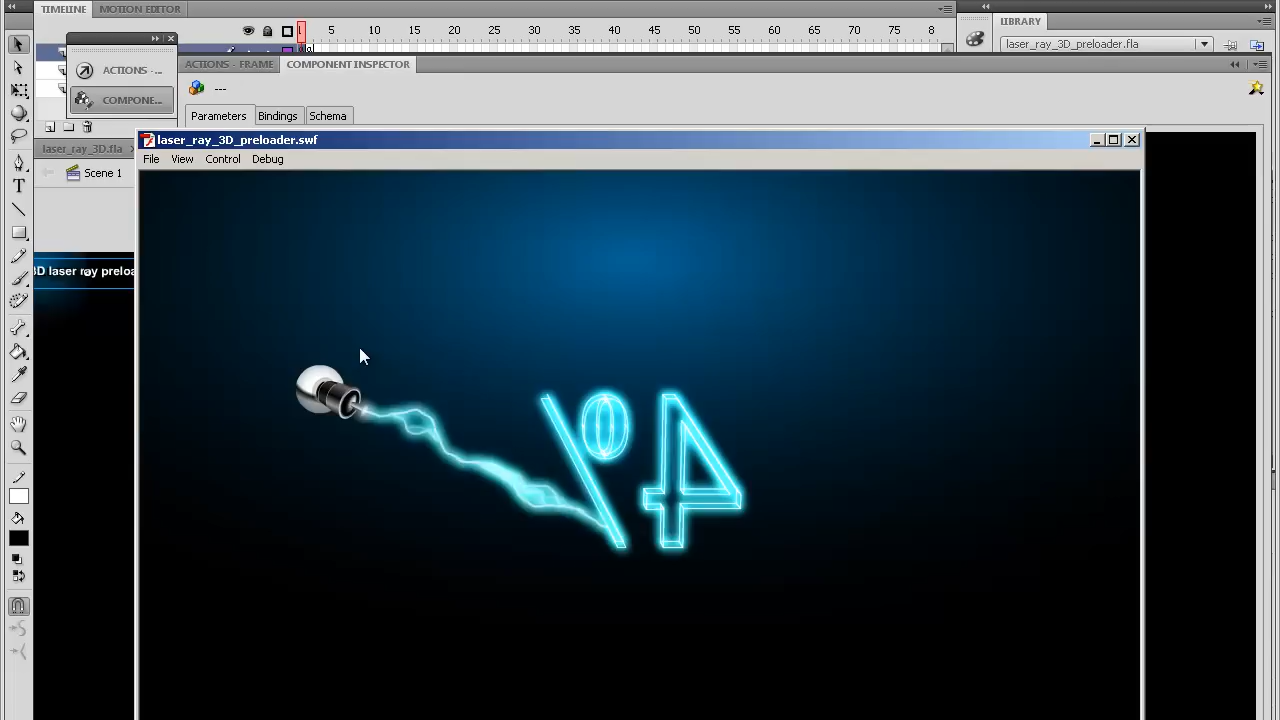 TIMELINE MOTION EDITOR
LIBRARY
5 10 15 20 25 30 35 40 45 50 55 60 65 70 75 8
laser_ray_3D_preloader.fla
ACTIONS - FRAME COMPONENT INSPECTOR
ACTIONS -...
---
COMPONE...
Parameters Bindings Schema
laser_ray_3D_preloader.swf
laser_ray_3D.fla
File View Control Debug
Scene 1
3D laser ray preloa